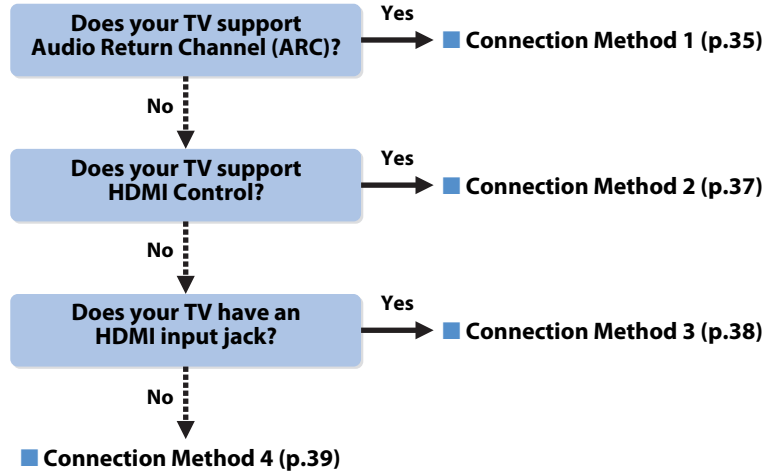 Does your TV support
Audio Return Channel (ARC)?
Yes
Connection Method 1 (p.35)
No
Does your TV support
HDMI Control?
Yes
Connection Method 2 (p.37)
No
Does your TV have an
HDMI input jack?
Yes
Connection Method 3 (p.38)
No
Connection Method 4 (p.39)